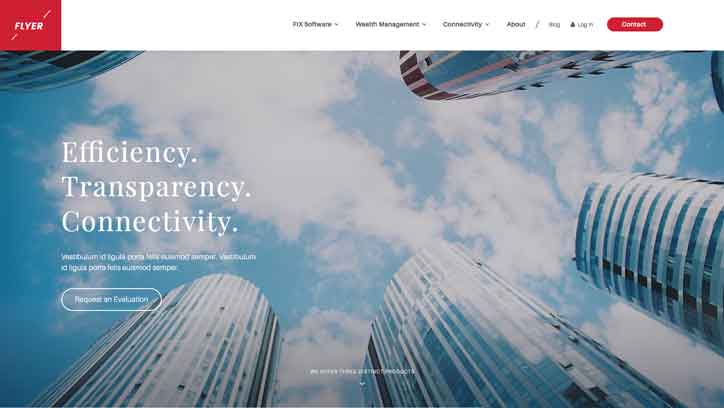 FLYER
FIX Software
Wealth Management
Connectivity
About
/
Blog
Log In
Contact
Efficiency.
Transparency.
Connectivity.
Vestibulum id ligula porta felis euismod semper. Vestibulum
id ligula porta felis euismod semper.
Request an Evaluation
WE OFFER THREE DISTINCT PRODUCTS